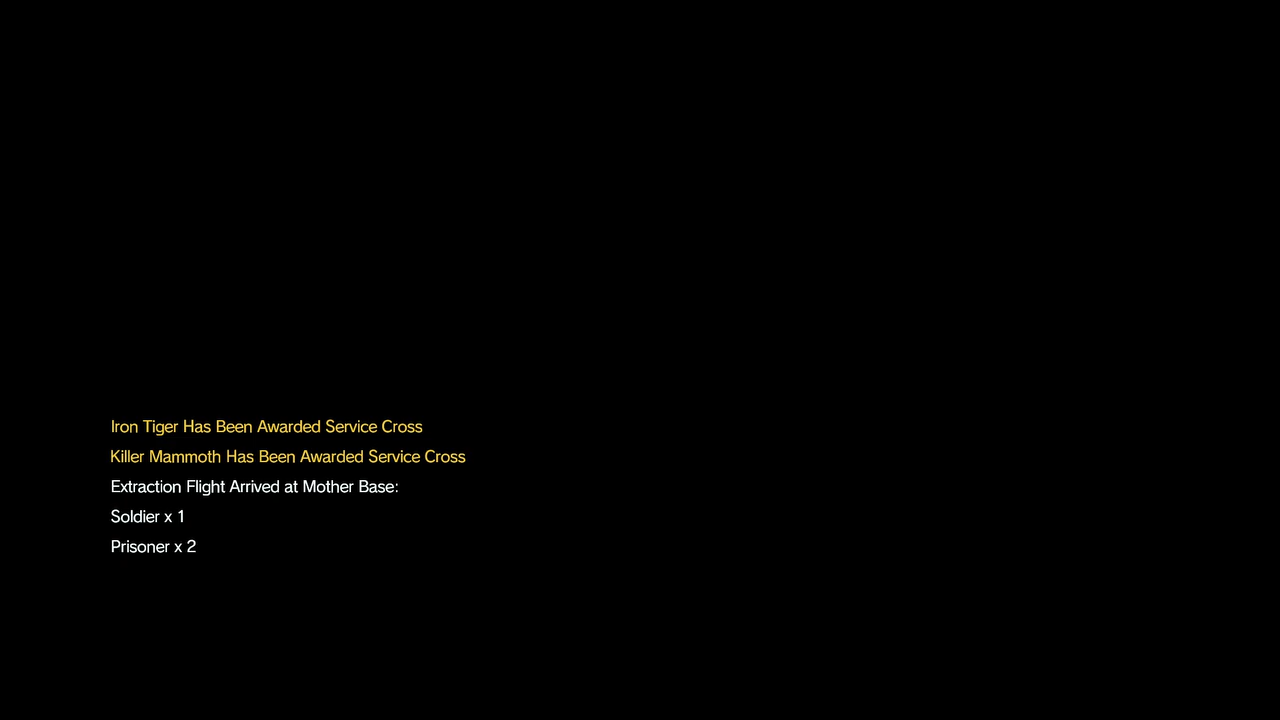 Iron Tiger Has Been Awarded Service Cross
Killer Mammoth Has Been Awarded Service Cross
Extraction Flight Arrived at Mother Base:
Soldier x 1
Prisoner x 2